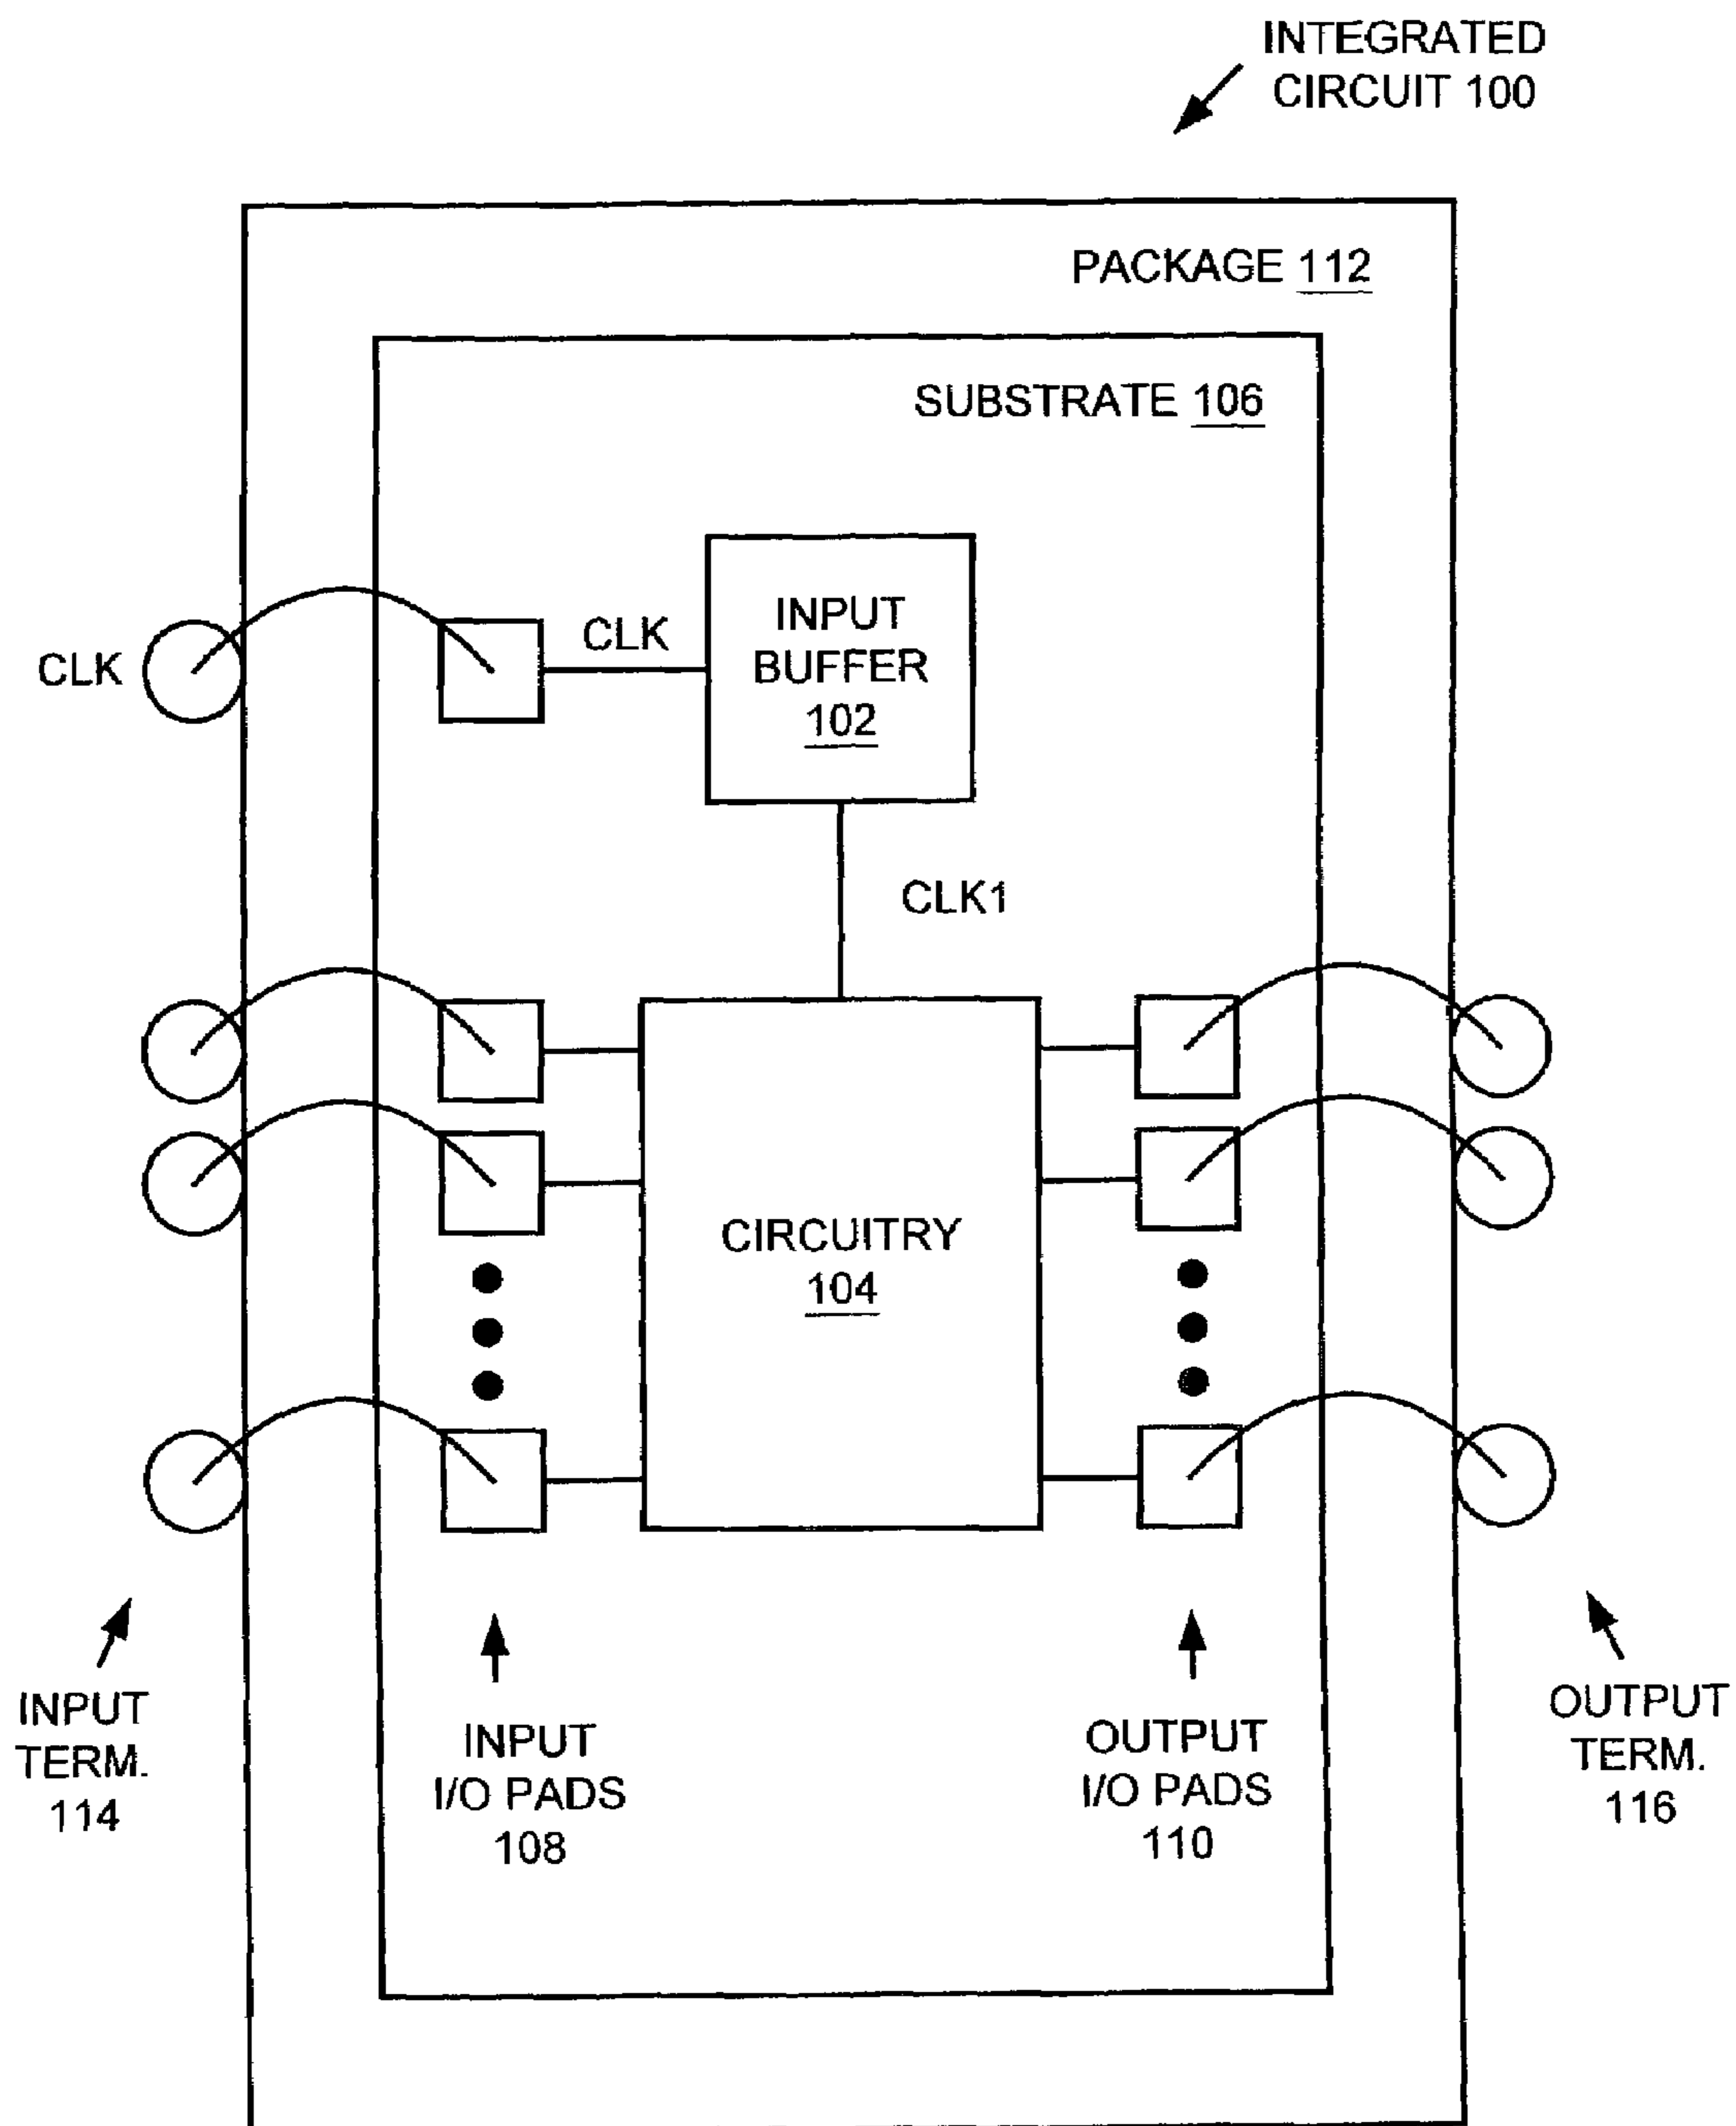 INTEGRATED
CIRCUIT 100
PACKAGE 112
SUBSTRATE 106
CLK
CLK
INPUT
BUFFER
102
CLK1
CIRCUITRY
104
INPUT
TERM.
114
INPUT
I/O PADS
108
OUTPUT
I/O PADS
110
OUTPUT
TERM.
116